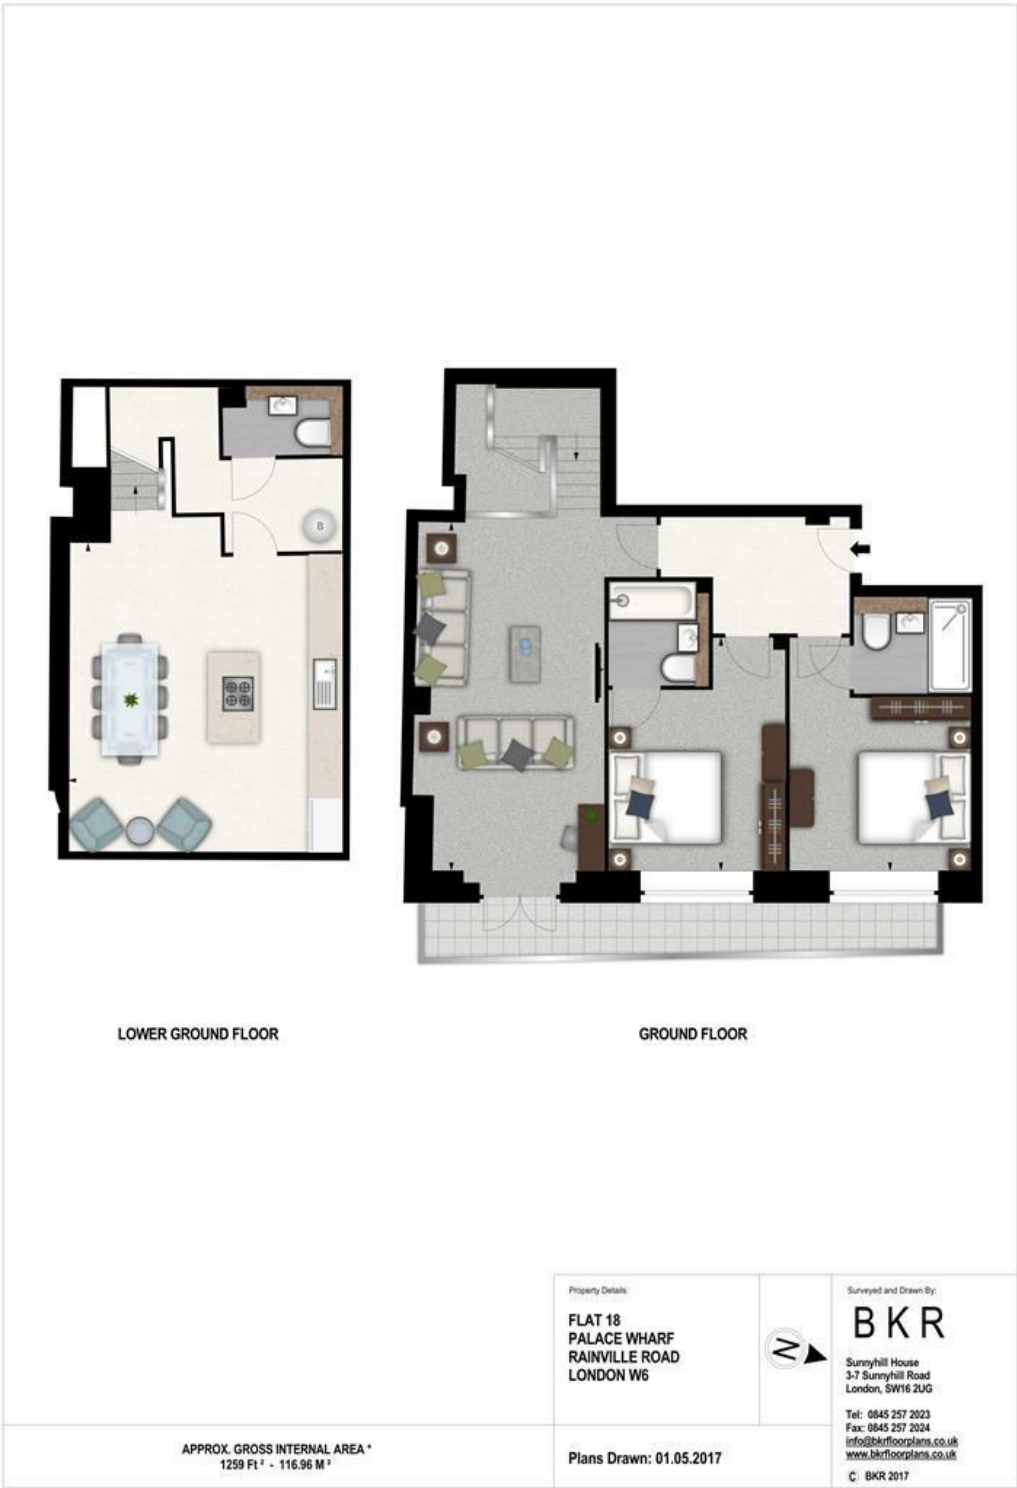 B
LOWER GROUND FLOOR
GROUND FLOOR
Property Details:
FLAT 18
PALACE WHARF
RAINVILLE ROAD
LONDON W6
N
Surveyed and Drawn By:
BKR
Sunnyhill House
3-7 Sunnyhill Road
London, SW16 2UG
Tel: 0845 257 2023
Fax: 0845 257 2024
info@bkrfloorplans.co.uk
www.bkrfloorplans.co.uk
© BKR 2017
APPROX. GROSS INTERNAL AREA *
1259 Ft² - 116.96 M²
Plans Drawn: 01.05.2017